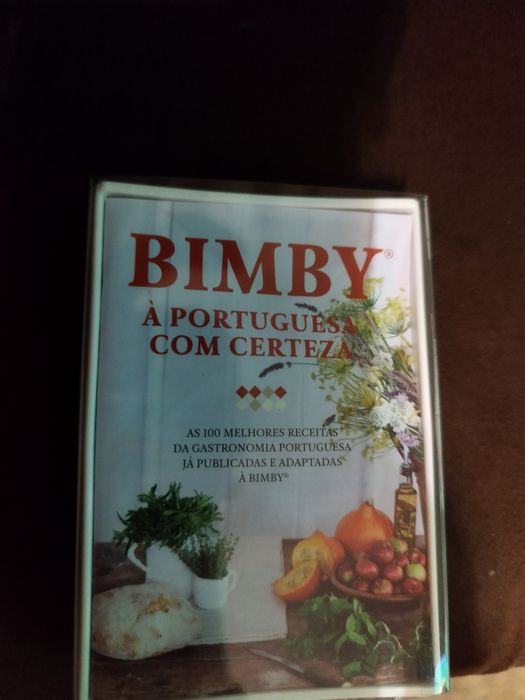 BIMBY®
À PORTUGUESA
COM CERTEZA
AS 100 MELHORES RECEITAS
DA GASTRONOMIA PORTUGUESA
JÁ PUBLICADAS E ADAPTADAS
À BIMBY®